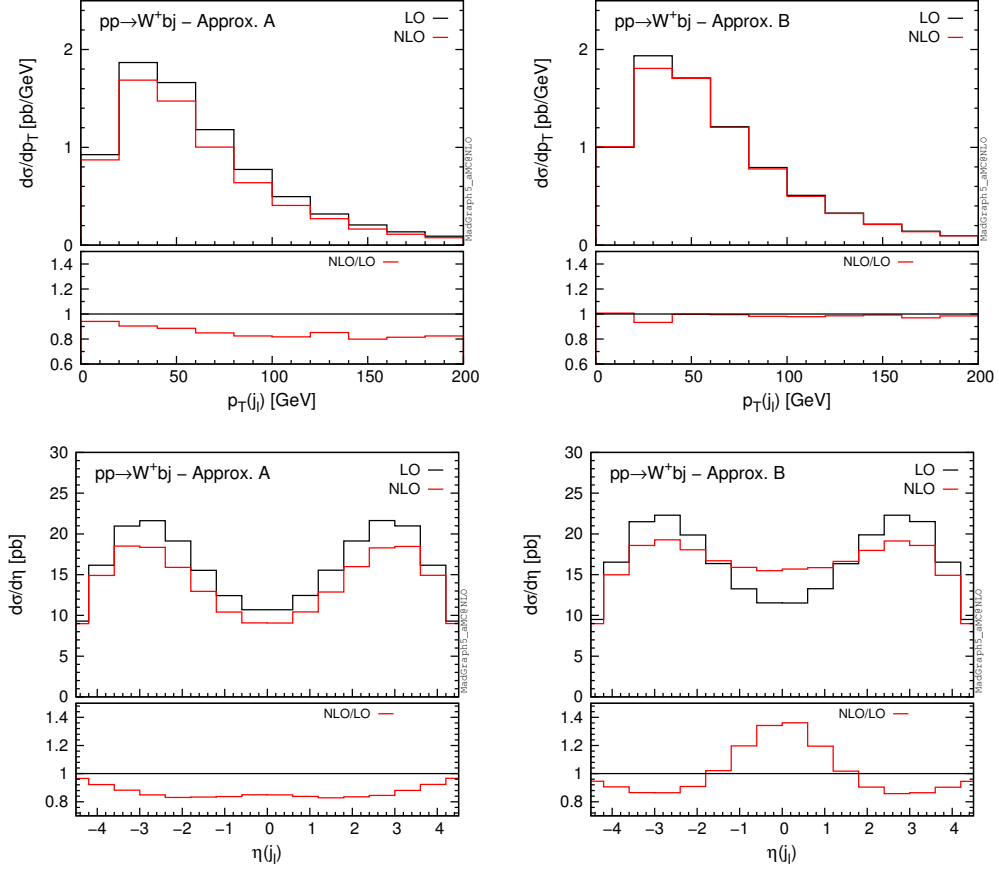 pp→W⁺bj – Approx. A
LO
NLO
dσ/dp_T [pb/GeV]
2
1
0
MadGraph5_aMC@NLO
NLO/LO
1.4
1.2
1
0.8
0.6
0 50 100 150 200
p_T(j_l) [GeV]
pp→W⁺bj – Approx. B
LO
NLO
dσ/dp_T [pb/GeV]
2
1
0
MadGraph5_aMC@NLO
NLO/LO
1.4
1.2
1
0.8
0.6
0 50 100 150 200
p_T(j_l) [GeV]
pp→W⁺bj – Approx. A
LO
NLO
dσ/dη [pb]
30
25
20
15
10
5
0
MadGraph5_aMC@NLO
NLO/LO
1.4
1.2
1
0.8
−4 −3 −2 −1 0 1 2 3 4
η(j_l)
pp→W⁺bj – Approx. B
LO
NLO
dσ/dη [pb]
30
25
20
15
10
5
0
MadGraph5_aMC@NLO
NLO/LO
1.4
1.2
1
0.8
−4 −3 −2 −1 0 1 2 3 4
η(j_l)